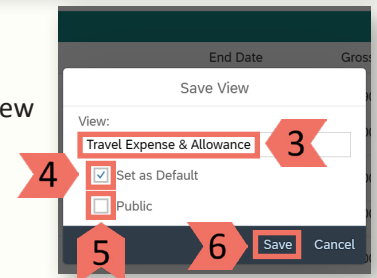 End Date Gross
Save View
ew
View:
Travel Expense & Allowance 3
4 Set as Default
Public
5 6 Save Cancel